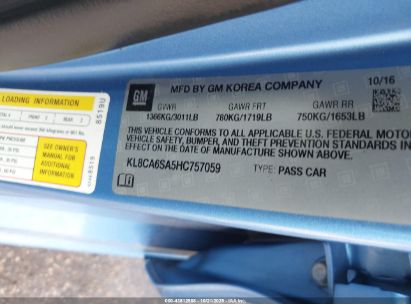 GM
MFD BY GM KOREA COMPANY
10/16
GVWR GAWR FRT GAWR RR
1366KG/3011LB 780KG/1719LB 750KG/1653LB
THIS VEHICLE CONFORMS TO ALL APPLICABLE U.S. FEDERAL MOTOR
VEHICLE SAFETY, BUMPER, AND THEFT PREVENTION STANDARDS IN
EFFECT ON THE DATE OF MANUFACTURE SHOWN ABOVE.
KL8CA6SA5HC757059 TYPE: PASS CAR
LOADING INFORMATION
SEE OWNER'S
MANUAL FOR
ADDITIONAL
INFORMATION